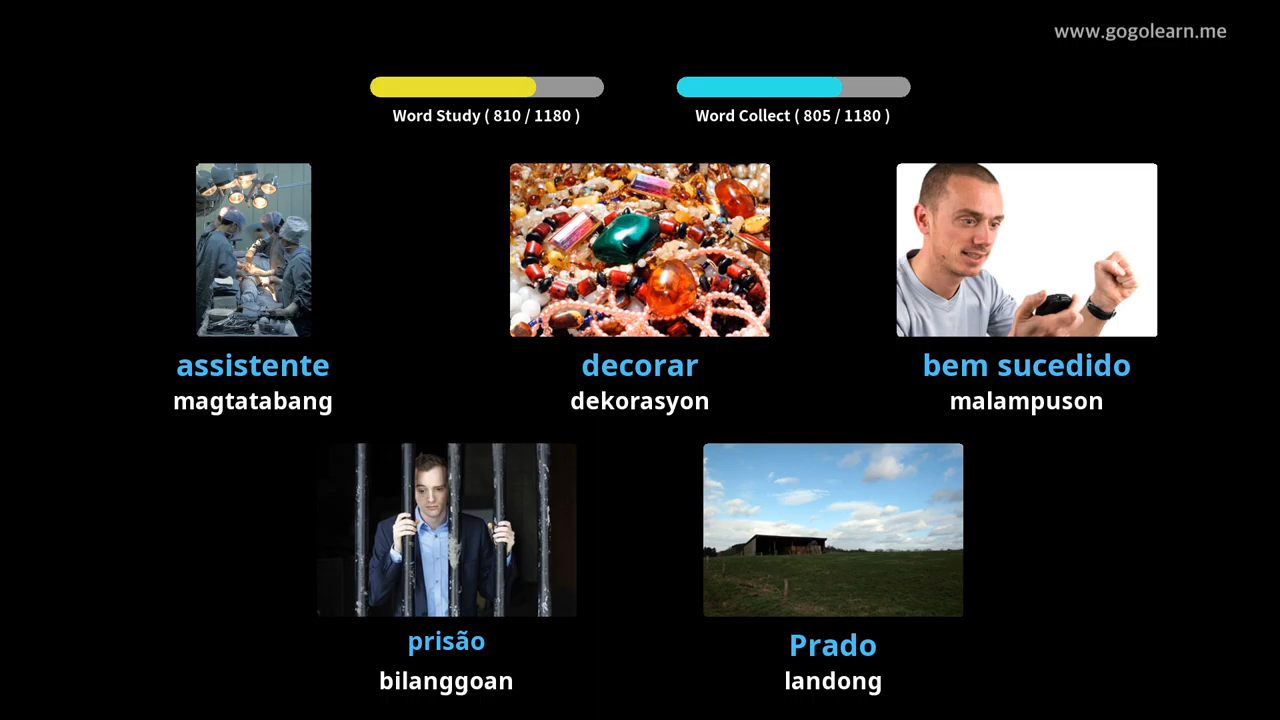 www.gogolearn.me
Word Study ( 810 / 1180 )
Word Collect ( 805 / 1180 )
assistente
magtatabang
decorar
dekorasyon
bem sucedido
malampuson
prisão
bilanggoan
Prado
landong